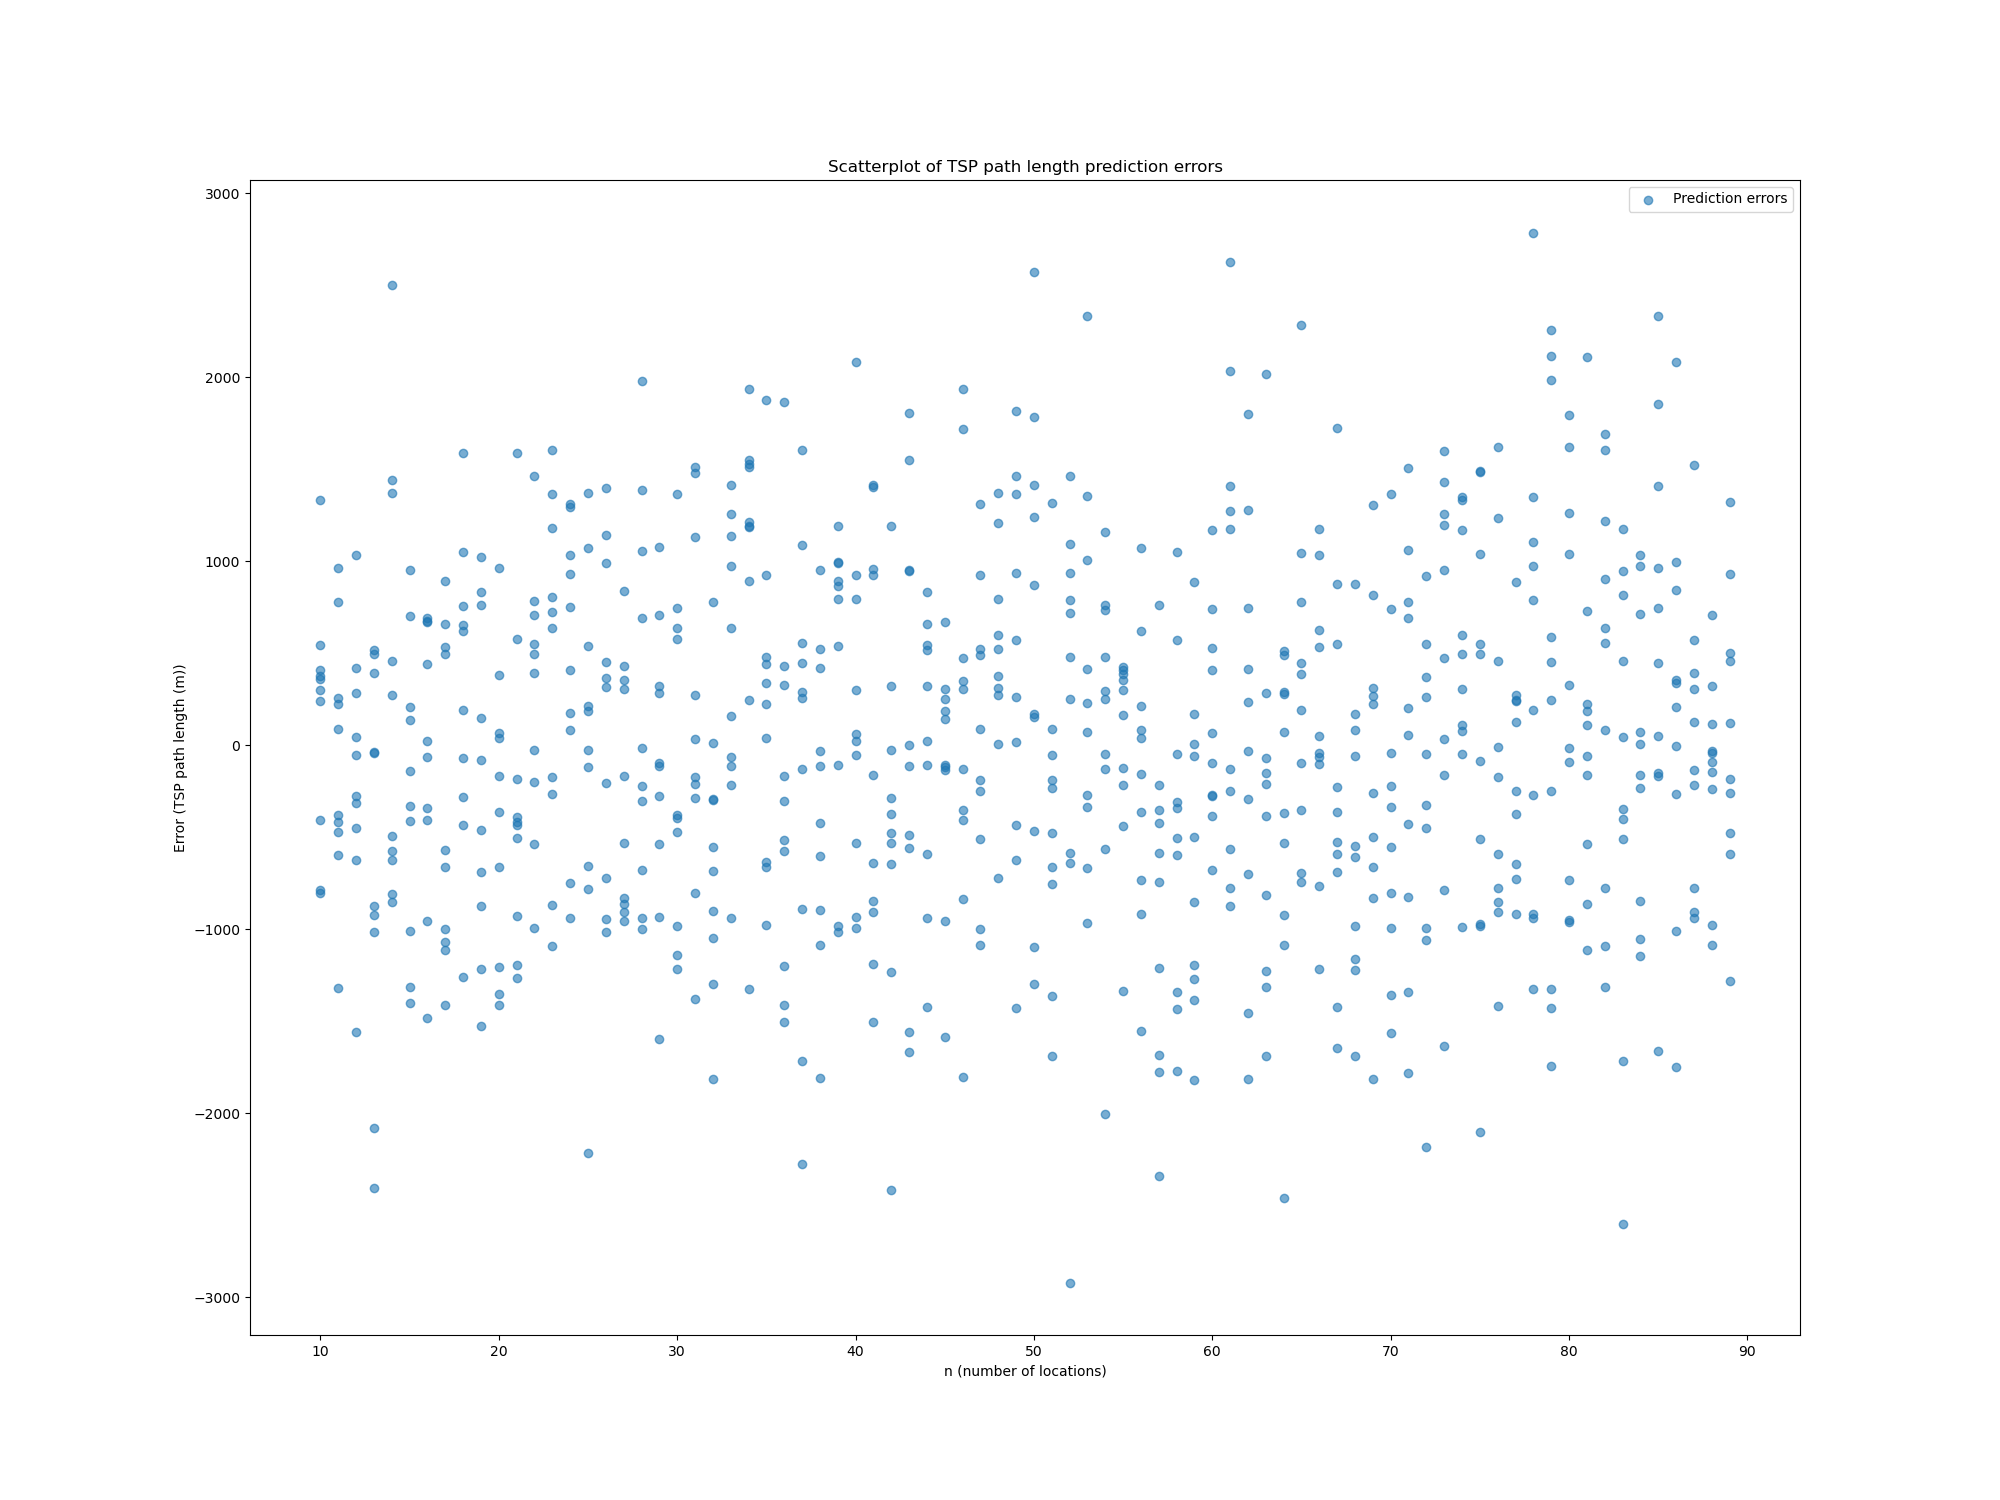 Scatterplot of TSP path length prediction errors
Prediction errors
3000
2000
1000
0
−1000
−2000
−3000
Error (TSP path length (m))
10 20 30 40 50 60 70 80 90
n (number of locations)